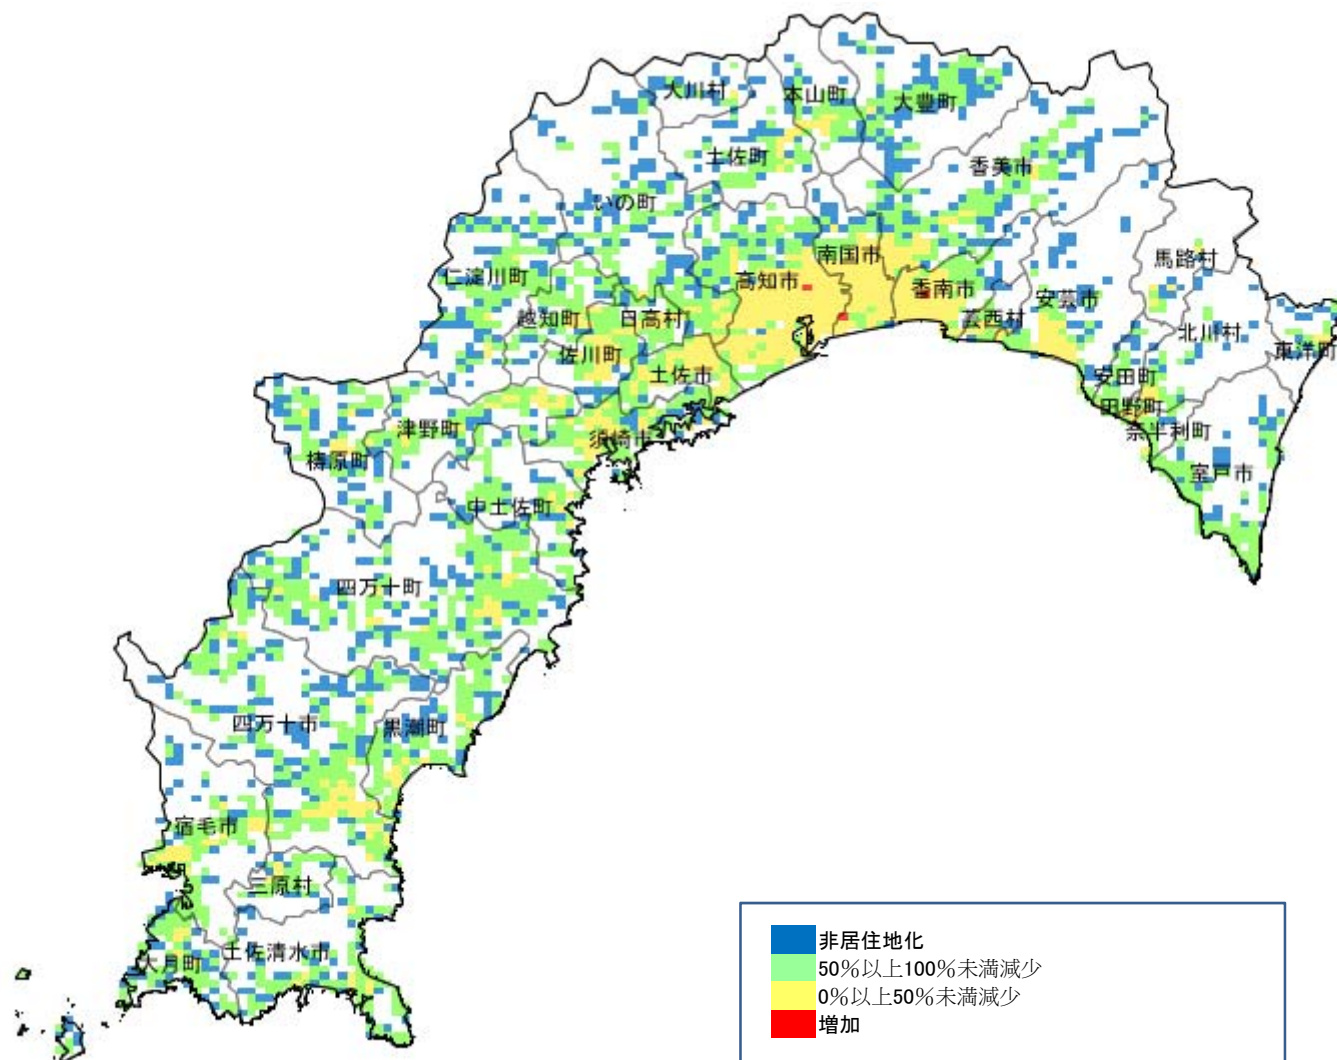 大川村
本山町
大豊町
土佐町
香美市
いの町
南国市
馬路村
仁淀川町
高知市
香南市
安芸市
越知町
日高村
芸西村
北川村
佐川町
東洋町
土佐市
安田町
田野町
津野町
須崎市
奈半利町
梼原町
室戸市
中土佐町
四万十町
四万十市
黒潮町
宿毛市
三原村
土佐清水市
大月町
非居住地化
50%以上100%未満減少
0%以上50%未満減少
増加